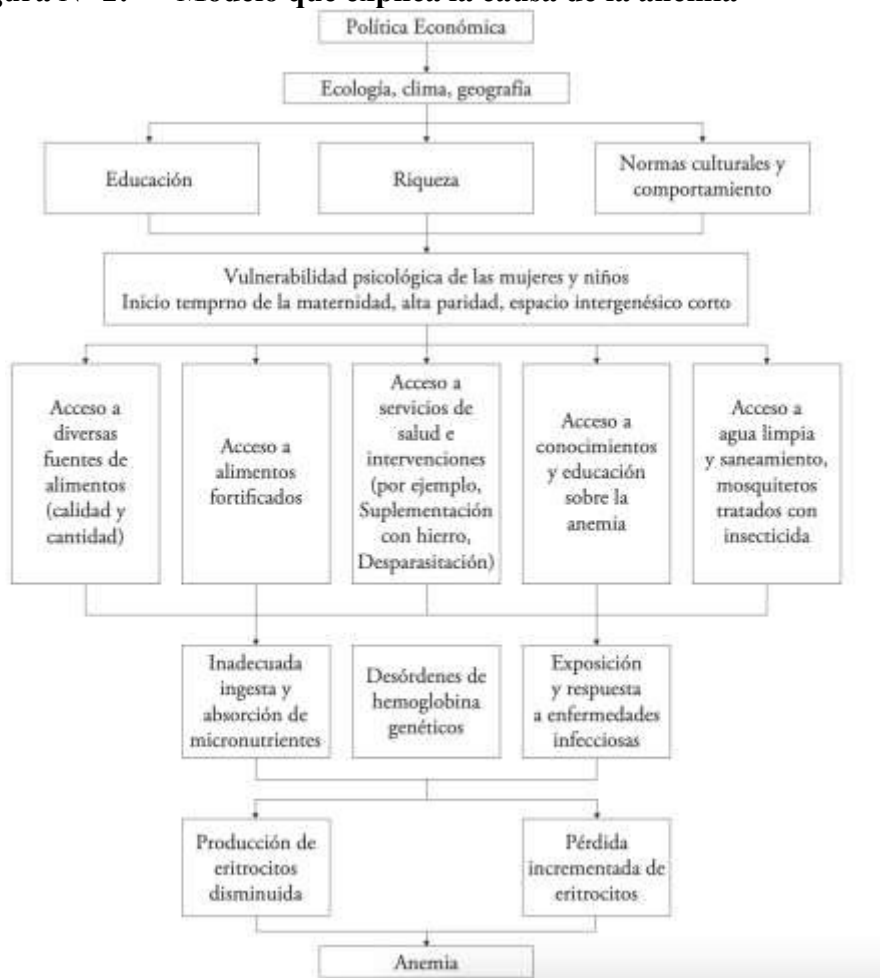 Modelo que explica la causa de la anemia
Política Económica
Ecología, clima, geografía
Educación
Riqueza
Normas culturales y
comportamiento
Vulnerabilidad psicológica de las mujeres y niños
Inicio temprno de la maternidad, alta paridad, espacio intergenésico corto
Acceso a
diversas
fuentes de
alimentos
(calidad y
cantidad)
Acceso a
alimentos
fortificados
Acceso a
servicios de
salud e
intervenciones
(por ejemplo,
Suplementación
con hierro,
Desparasitación)
Acceso a
conocimientos
y educación
sobre la
anemia
Acceso a
agua limpia
y saneamiento,
mosquiteros
tratados con
insecticida
Inadecuada
ingesta y
absorción de
micronutrientes
Desórdenes de
hemoglobina
genéticos
Exposición
y respuesta
a enfermedades
infecciosas
Producción de
eritrocitos
disminuida
Pérdida
incrementada de
eritrocitos
Anemia